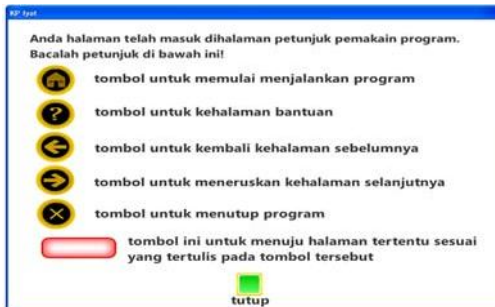 KP fyat
Anda halaman telah masuk dihalaman petunjuk pemakain program.
Bacalah petunjuk di bawah ini!
tombol untuk memulai menjalankan program
?
tombol untuk kehalaman bantuan
tombol untuk kembali kehalaman sebelumnya
tombol untuk meneruskan kehalaman selanjutnya
tombol untuk menutup program
tombol ini untuk menuju halaman tertentu sesuai
yang tertulis pada tombol tersebut
tutup